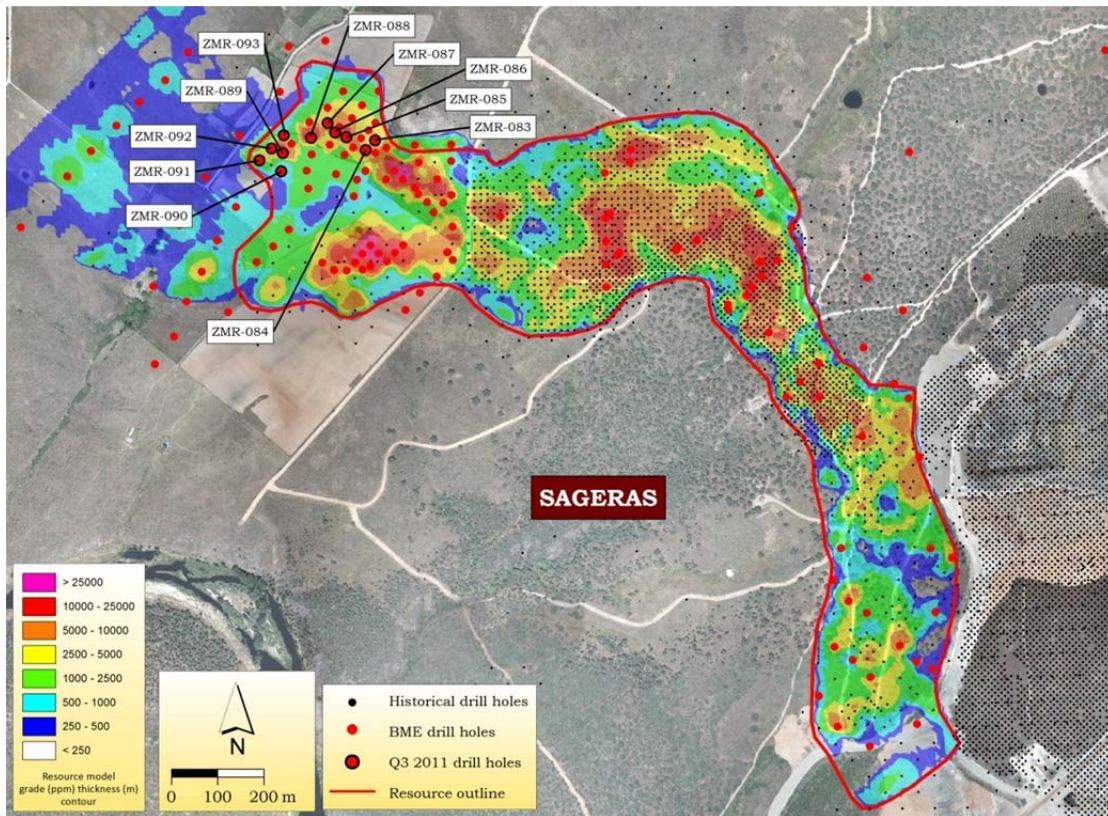 ZMR-088
ZMR-093
ZMR-087
ZMR-086
ZMR-089
ZMR-085
ZMR-092
ZMR-083
ZMR-091
ZMR-090
ZMR-084
SAGERAS
> 25000
10000 - 25000
5000 - 10000
2500 - 5000
1000 - 2500
500 - 1000
250 - 500
< 250
Resource model
grade (ppm) thickness (m)
contour
N
0 100 200 m
Historical drill holes
BME drill holes
Q3 2011 drill holes
Resource outline